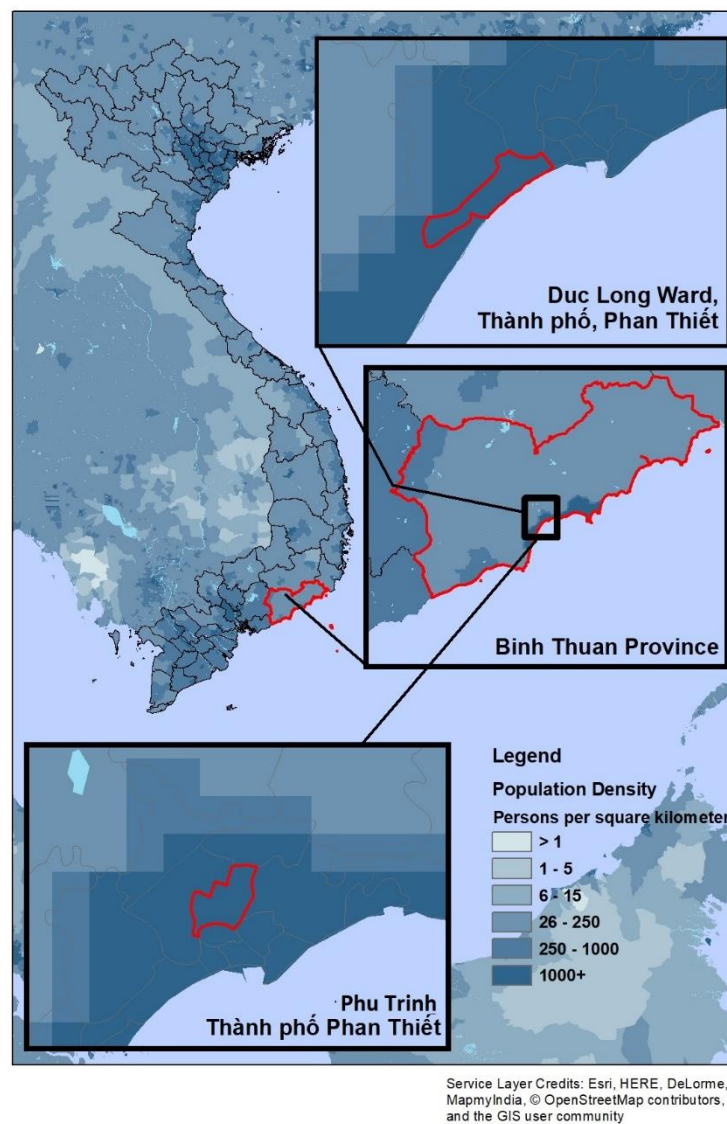 Duc Long Ward,
Thành phố, Phan Thiết
Binh Thuan Province
Legend
Population Density
Persons per square kilometer
> 1
1 - 5
6 - 15
26 - 250
250 - 1000
1000+
Phu Trinh
Thành phố Phan Thiết
Service Layer Credits: Esri, HERE, DeLorme,
MapmyIndia, © OpenStreetMap contributors,
and the GIS user community